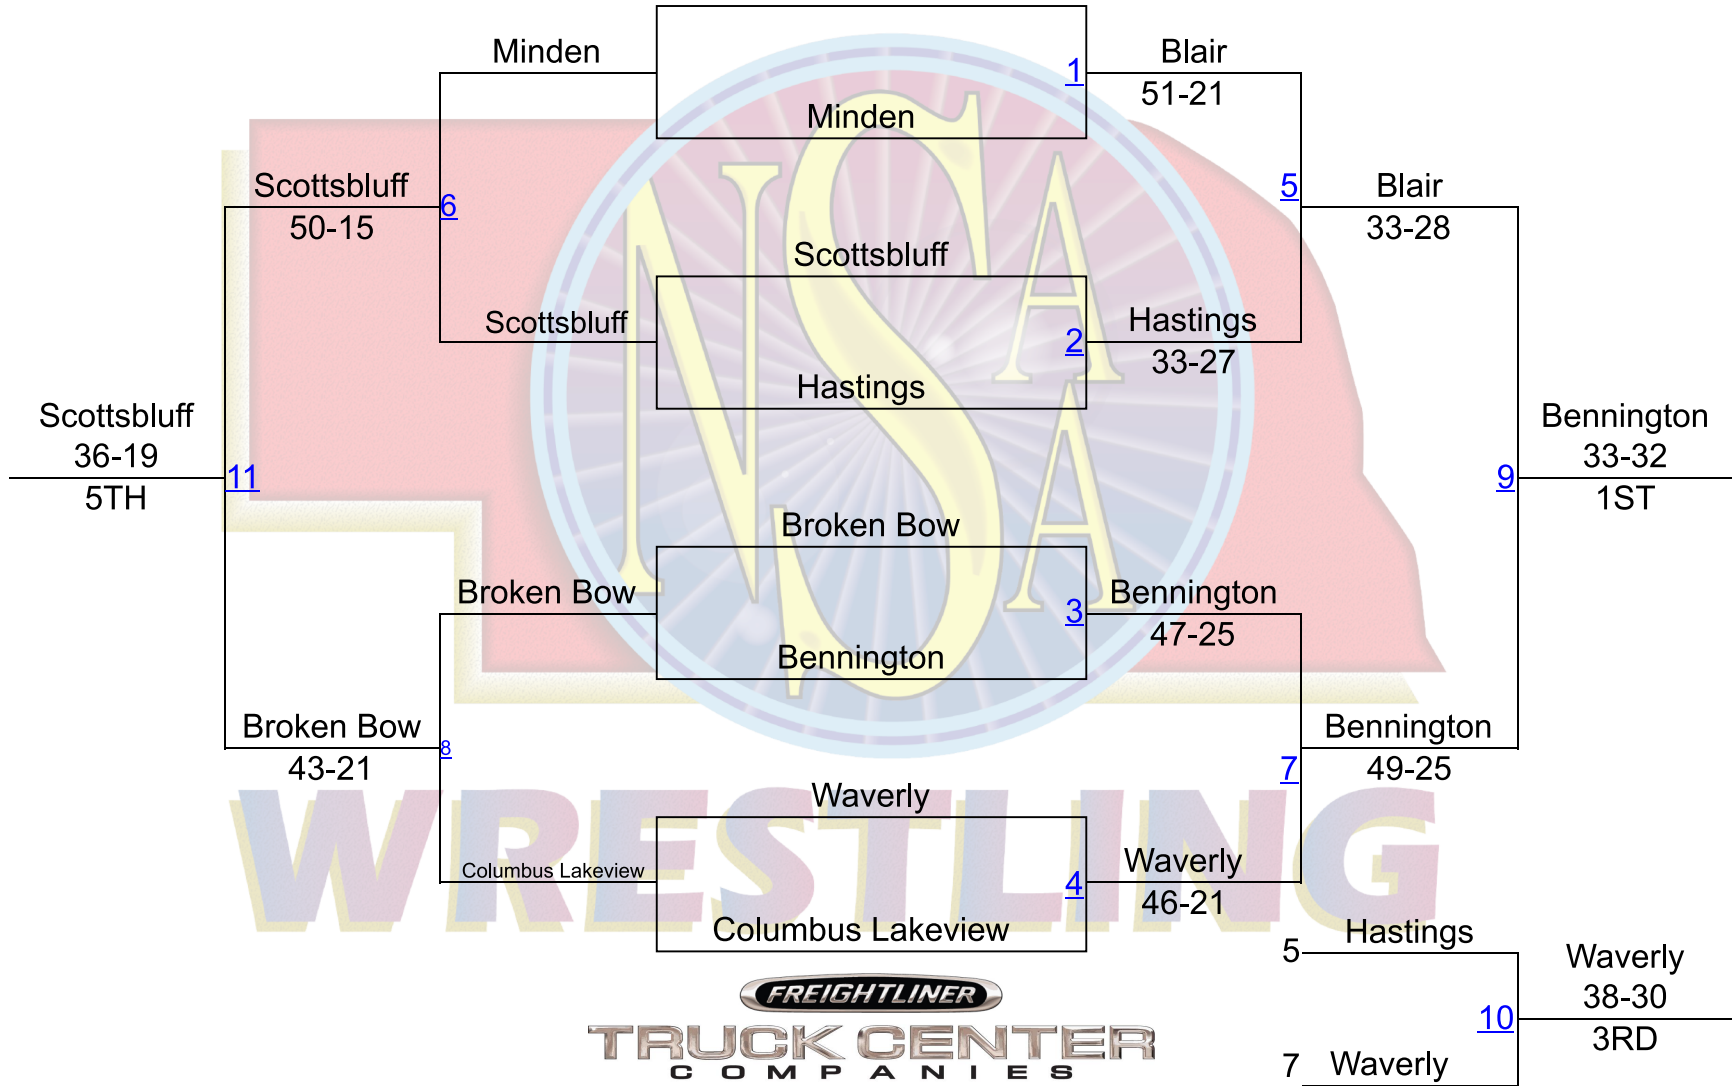 Minden
1
Blair
51-21
Minden
Scottsbluff
50-15
6
5
Blair
33-28
Scottsbluff
Scottsbluff
2
Hastings
33-27
Hastings
Scottsbluff
36-19
5TH
11
9
Bennington
33-32
1ST
Broken Bow
Broken Bow
3
Bennington
47-25
Bennington
Broken Bow
43-21
8
7
Bennington
49-25
Waverly
Columbus Lakeview
4
Waverly
46-21
Columbus Lakeview
5
Hastings
10
Waverly
38-30
3RD
7
Waverly
NSAA
WRESTLING
FREIGHTLINER
TRUCK CENTER
COMPANIES